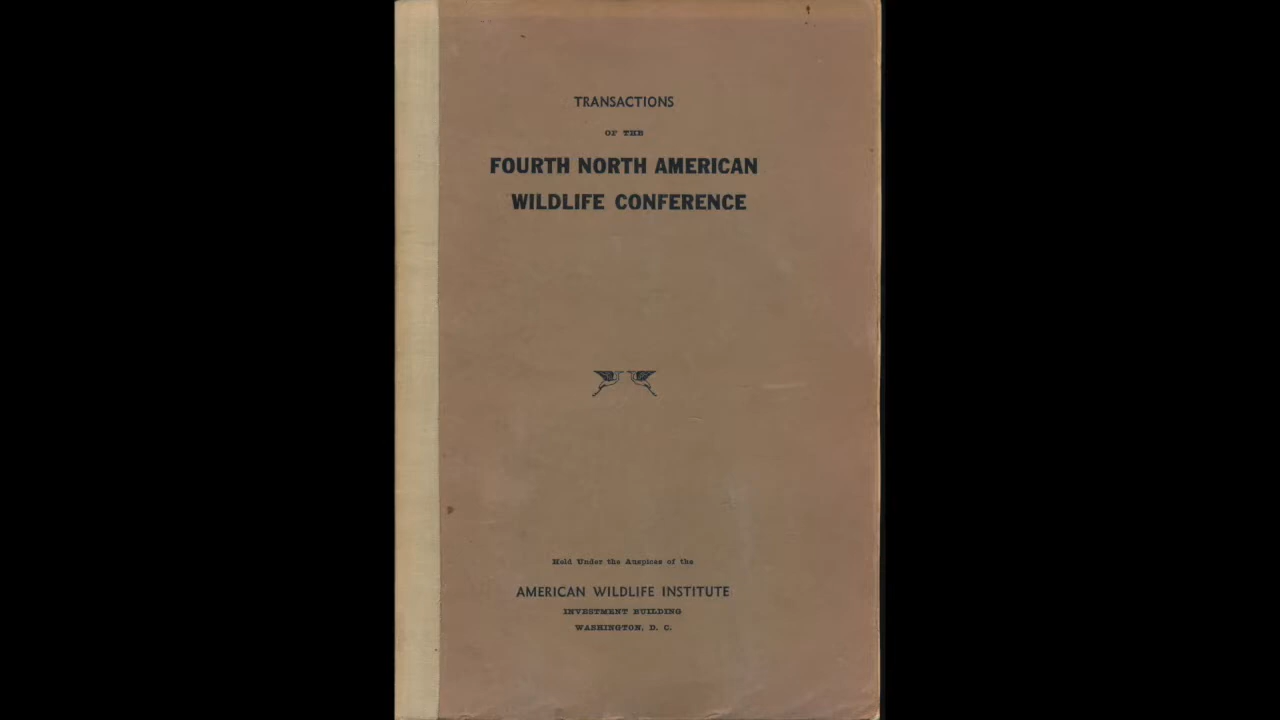 TRANSACTIONS
OF THE
FOURTH NORTH AMERICAN
WILDLIFE CONFERENCE
Held Under the Auspices of the
AMERICAN WILDLIFE INSTITUTE
INVESTMENT BUILDING
WASHINGTON, D. C.